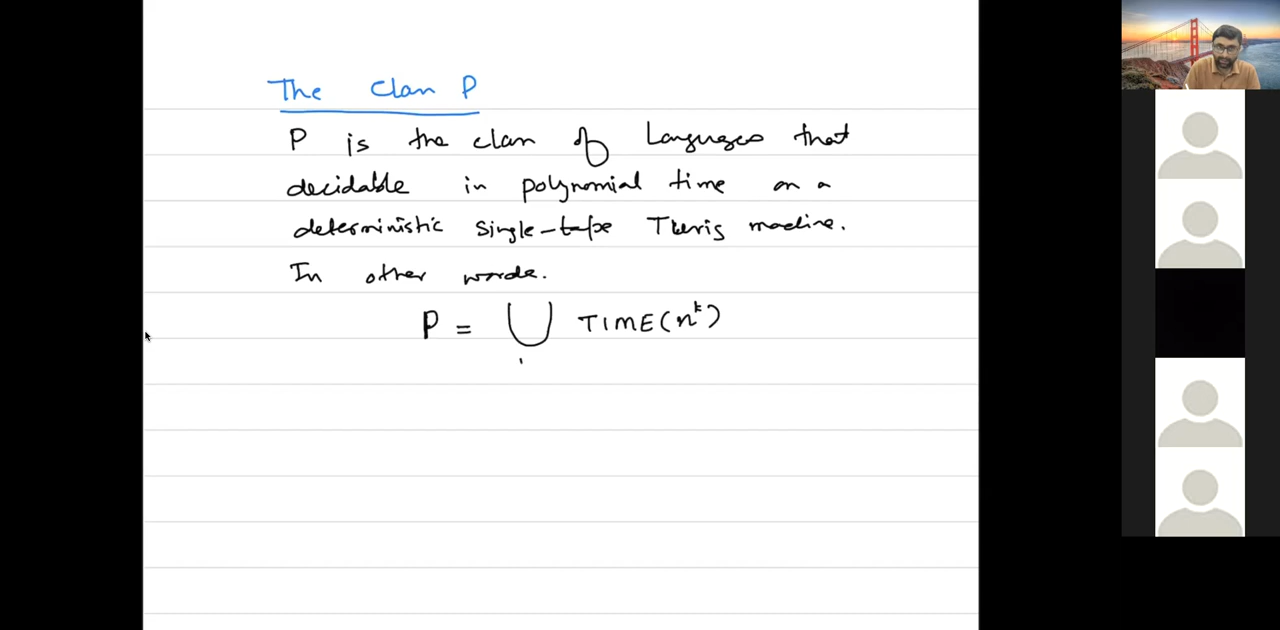 The Class P
P is the class of Languages that
decidable in polynomial time on a
deterministic single-tape Turing machine.
In other words.
P = ⋃ TIME(n^k)